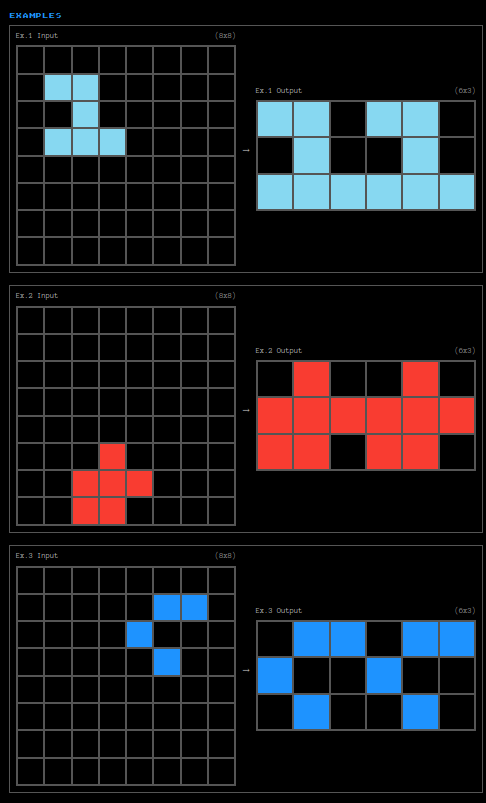 EXAMPLES
Ex.1 Input (8x8)
Ex.1 Output (6x3)
→
Ex.2 Input (8x8)
Ex.2 Output (6x3)
→
Ex.3 Input (8x8)
Ex.3 Output (6x3)
→